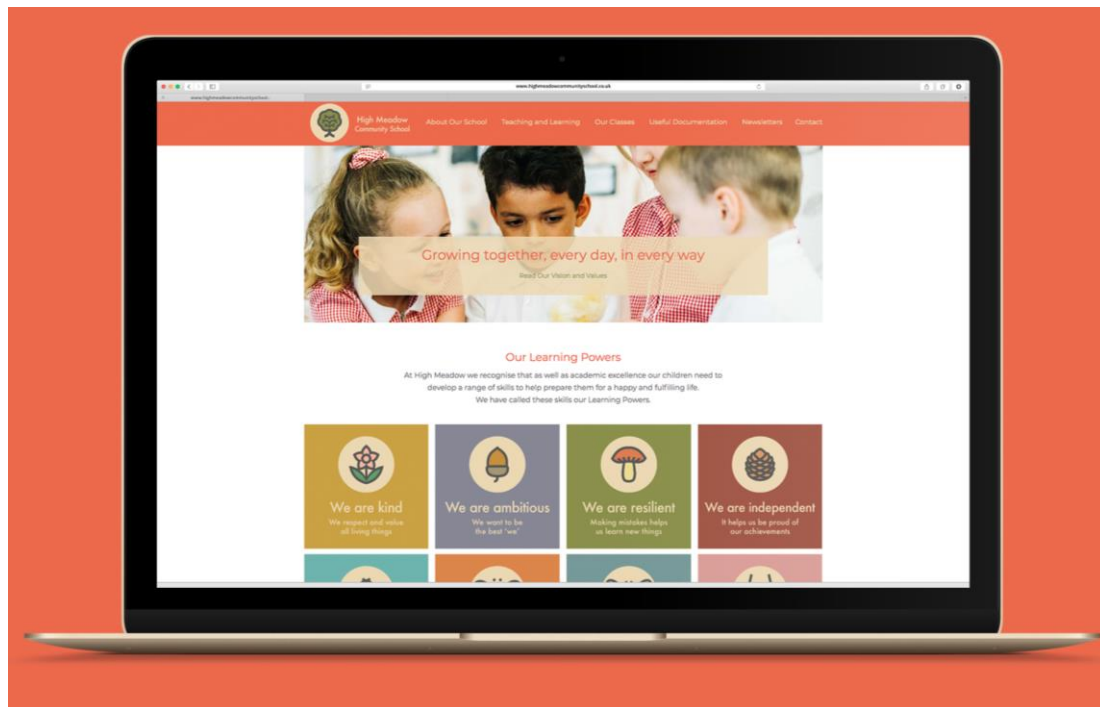 www.highmeadowcommunityschool.co.uk
www.highmeadowcommunityschool.c
High Meadow
Community School
About Our School
Teaching and Learning
Our Classes
Useful Documentation
Newsletters
Contact
Growing together, every day, in every way
Read Our Vision and Values
Our Learning Powers
At High Meadow we recognise that as well as academic excellence our children need to
develop a range of skills to help prepare them for a happy and fulfilling life.
We have called these skills our Learning Powers.
We are kind
We respect and value
all living things
We are ambitious
We want to be
the best 'we'
We are resilient
Making mistakes helps
us learn new things
We are independent
It helps us be proud of
our achievements